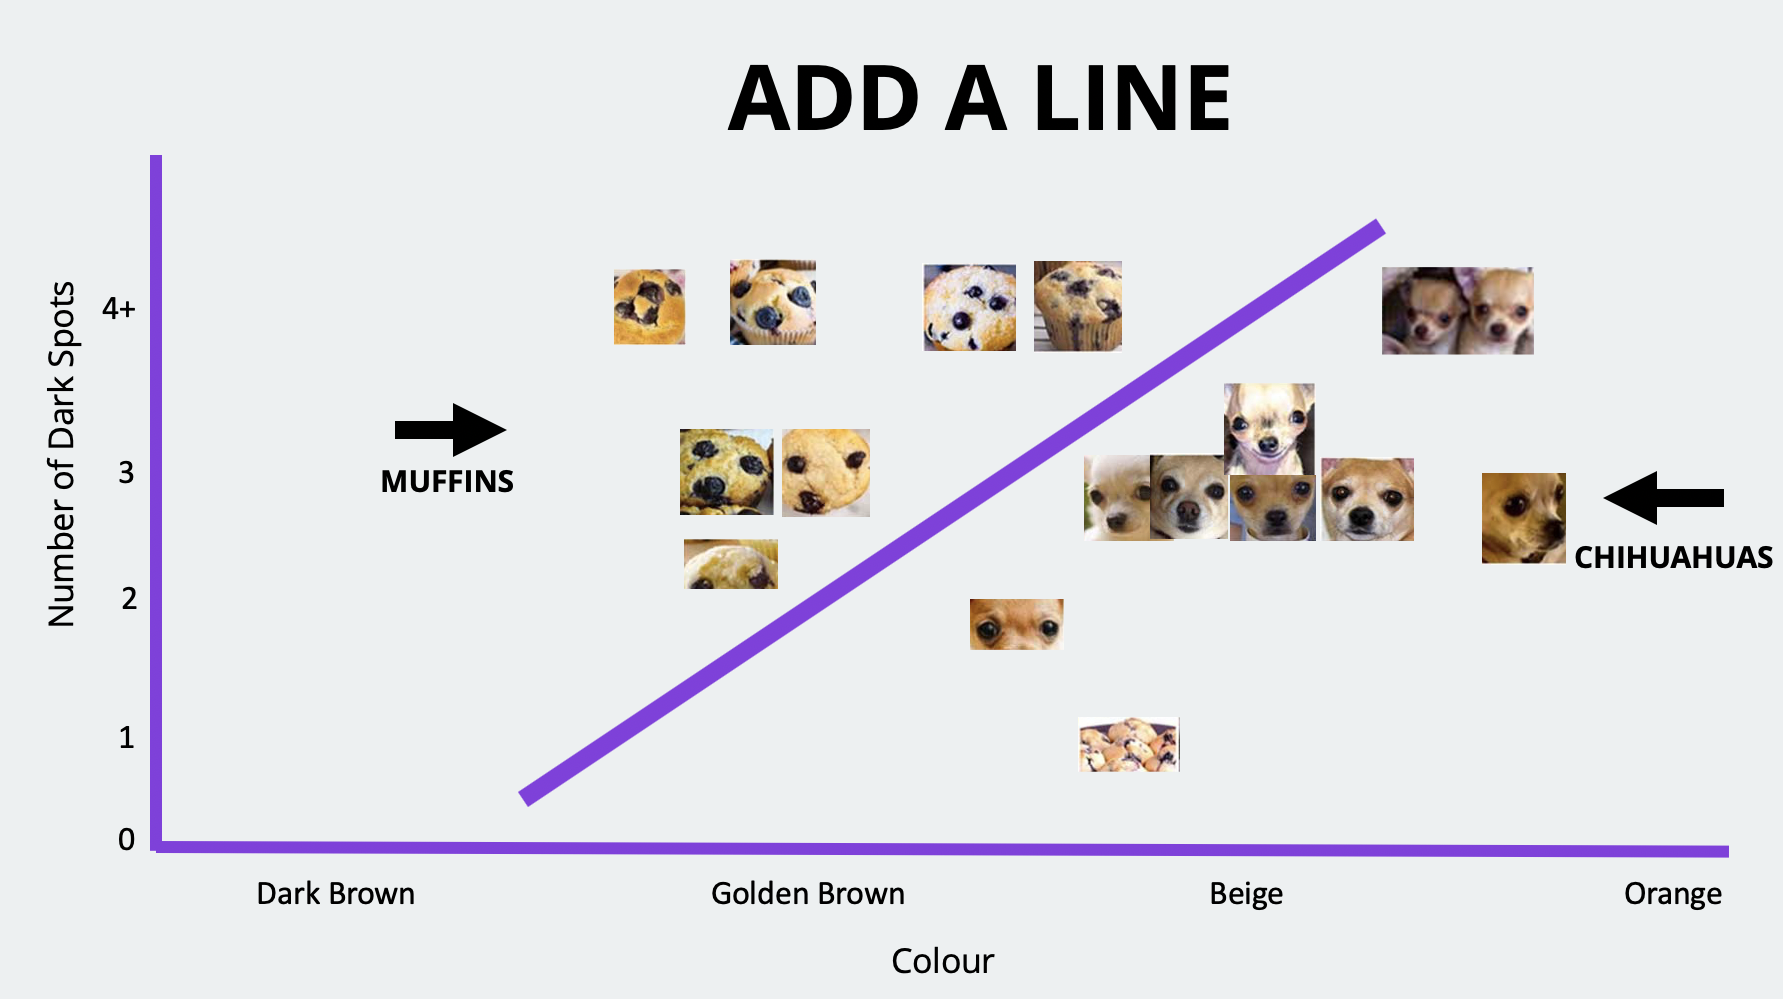 ADD A LINE
Number of Dark Spots
4+
3
2
1
0
MUFFINS
CHIHUAHUAS
Dark Brown
Golden Brown
Beige
Orange
Colour